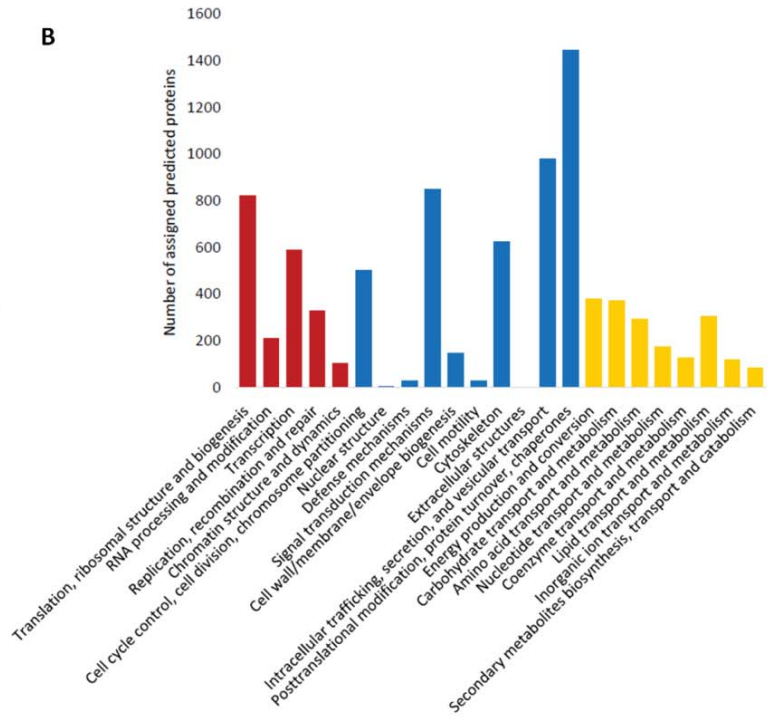 B
Number of assigned predicted proteins
1600
1400
1200
1000
800
600
400
200
0
Translation, ribosomal structure and biogenesis
RNA processing and modification
Transcription
Replication, recombination and repair
Chromatin structure and dynamics
Cell cycle control, cell division, chromosome partitioning
Nuclear structure
Defense mechanisms
Signal transduction mechanisms
Cell wall/membrane/envelope biogenesis
Cell motility
Cytoskeleton
Extracellular structures
Intracellular trafficking, secretion, and vesicular transport
Posttranslational modification, protein turnover, chaperones
Energy production and conversion
Carbohydrate transport and metabolism
Amino acid transport and metabolism
Nucleotide transport and metabolism
Coenzyme transport and metabolism
Lipid transport and metabolism
Inorganic ion transport and metabolism
Secondary metabolites biosynthesis, transport and catabolism